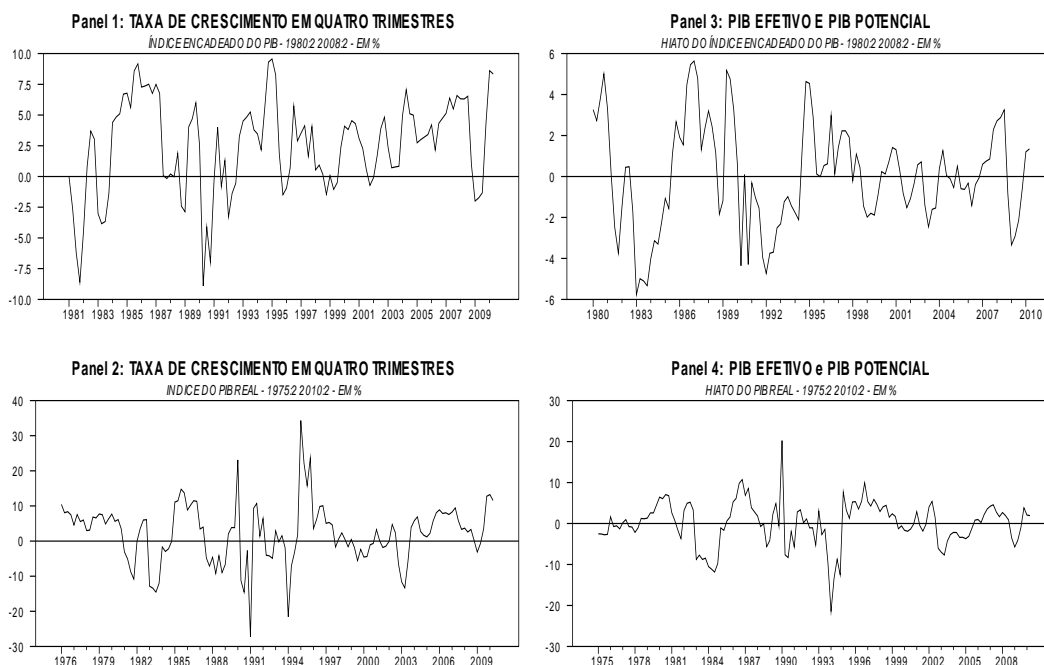 Panel 1: TAXA DE CRESCIMENTO EM QUATRO TRIMESTRES
ÍNDICE ENCADEADO DO PIB - 1980:2 2008:2 - EM %
10.0
7.5
5.0
2.5
0.0
-2.5
-5.0
-7.5
-10.0
1981 1983 1985 1987 1989 1991 1993 1995 1997 1999 2001 2003 2005 2007 2009
Panel 3: PIB EFETIVO E PIB POTENCIAL
HIATO DO ÍNDICE ENCADEADO DO PIB - 1980:2 2008:2 - EM %
6
4
2
0
-2
-4
-6
1980 1983 1986 1989 1992 1995 1998 2001 2004 2007 2010
Panel 2: TAXA DE CRESCIMENTO EM QUATRO TRIMESTRES
INDICE DO PIB REAL - 1975:2 2010:2 - EM %
40
30
20
10
0
-10
-20
-30
1976 1979 1982 1985 1988 1991 1994 1997 2000 2003 2006 2009
Panel 4: PIB EFETIVO e PIB POTENCIAL
HIATO DO PIB REAL - 1975:2 2010:2 - EM %
30
20
10
0
-10
-20
-30
1975 1978 1981 1984 1987 1990 1993 1996 1999 2002 2005 2008